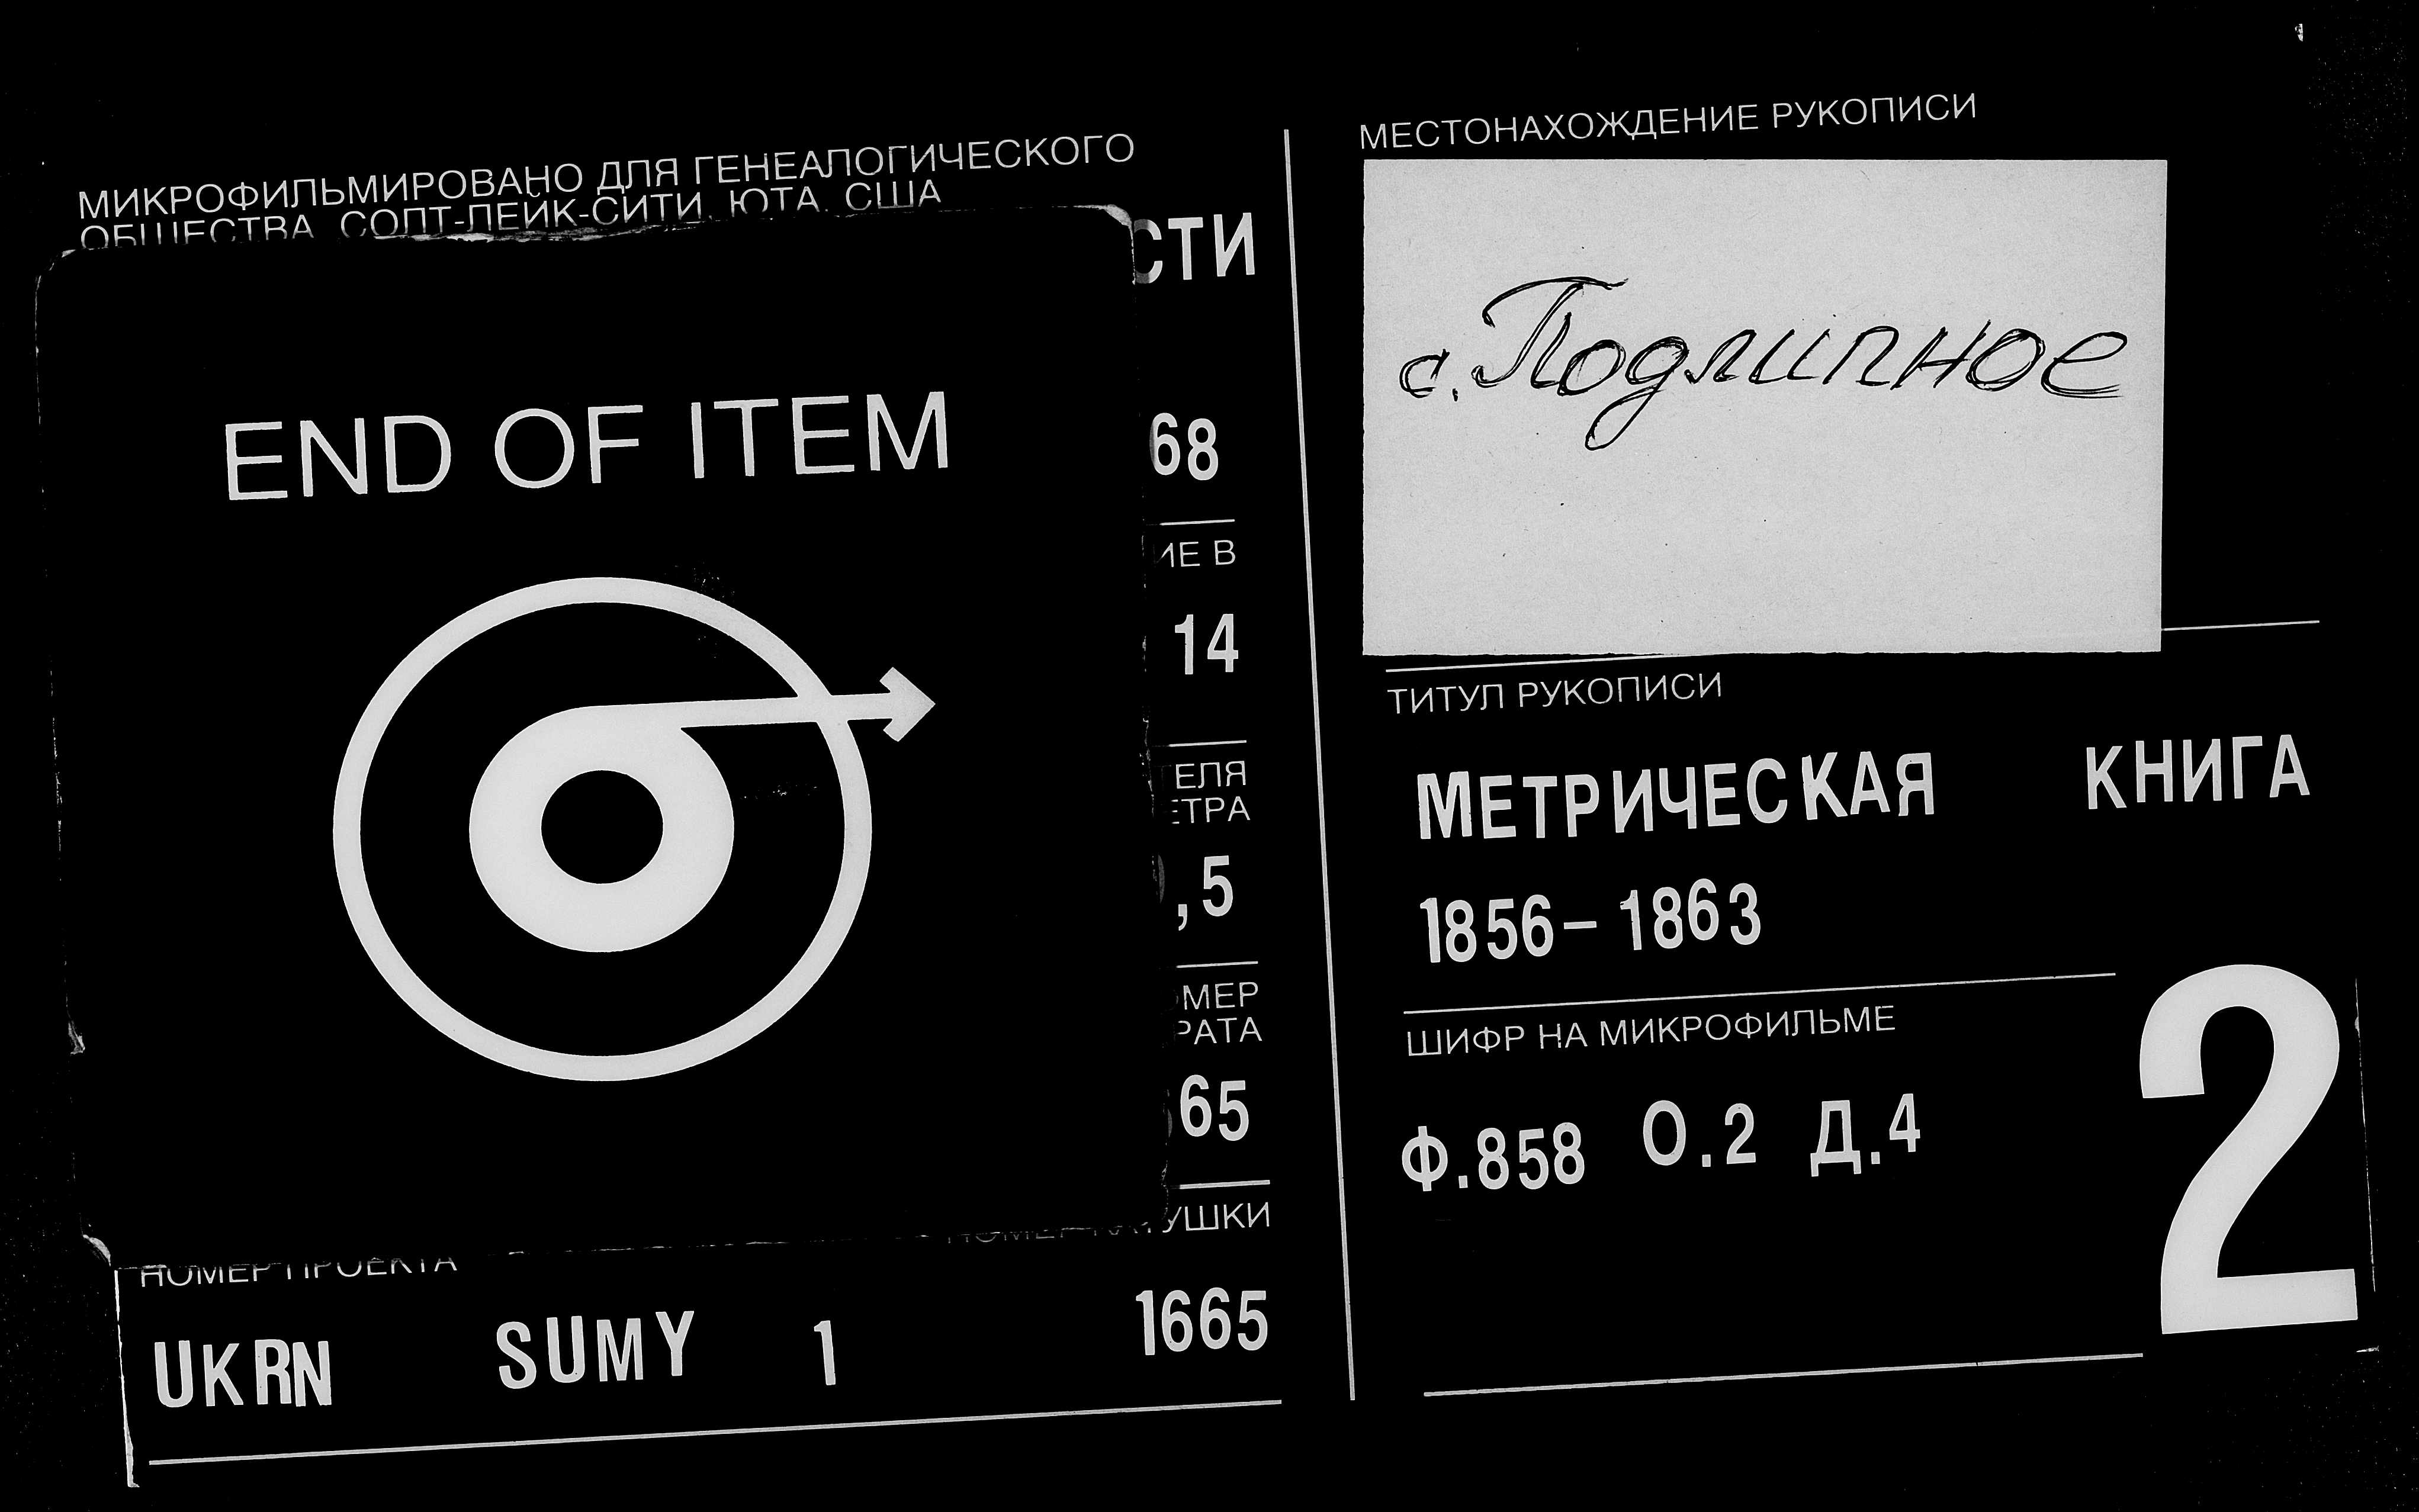 МИКРОФИЛЬМИРОВАНО ДЛЯ ГЕНЕАЛОГИЧЕСКОГО
ОБЩЕСТВА, СОЛТ-ЛЕЙК-СИТИ, ЮТА, США
СТИ
END OF ITEM
68
ИЕ В
14
ЕЛЯ
ЕТРА
,5
МЕР
РАТА
65
УШКИ
НОМЕР ПРОЕКТА
UKRN SUMY 1 1665
МЕСТОНАХОЖДЕНИЕ РУКОПИСИ
с. Подлипное
ТИТУЛ РУКОПИСИ
МЕТРИЧЕСКАЯ КНИГА
1856-1863
ШИФР НА МИКРОФИЛЬМЕ
Ф.858 О.2 Д.4
2